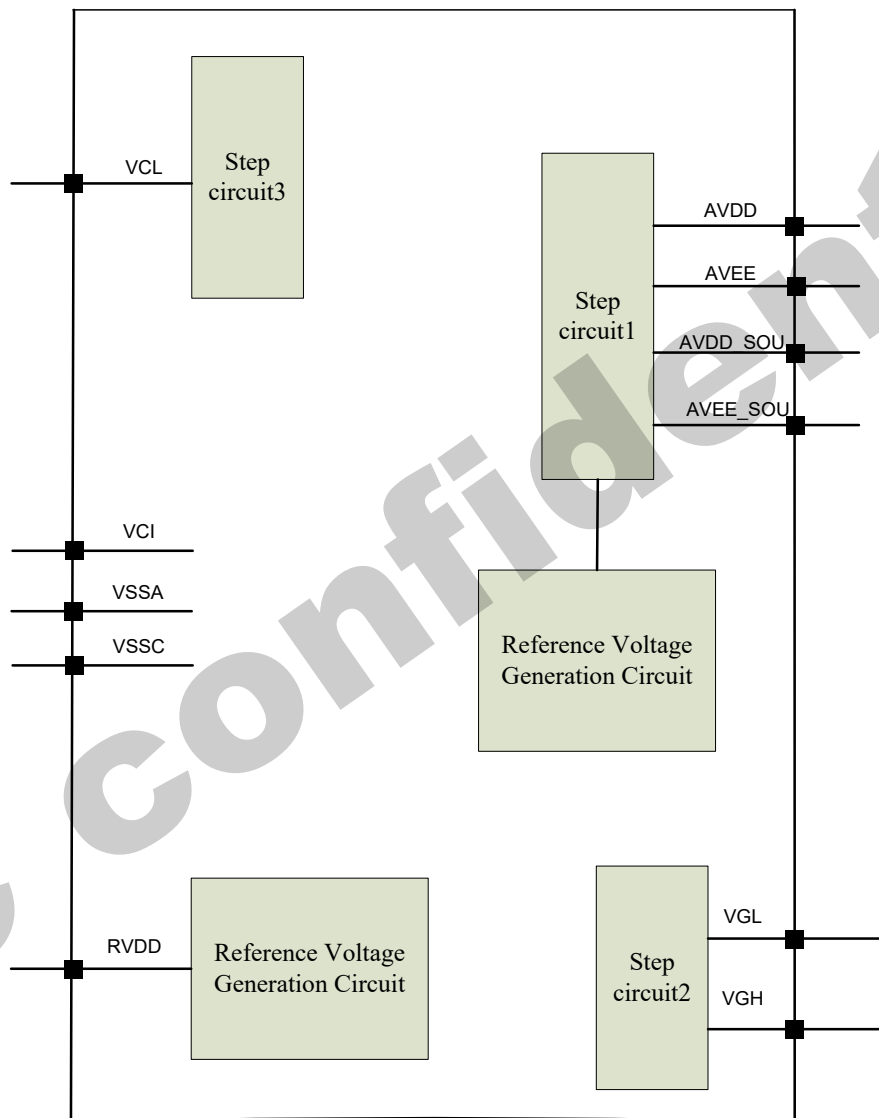 VCL
Step
circuit3
Step
circuit1
AVDD
AVEE
AVDD_SOU
AVEE_SOU
VCI
VSSA
VSSC
Reference Voltage
Generation Circuit
RVDD
Reference Voltage
Generation Circuit
Step
circuit2
VGL
VGH
confident